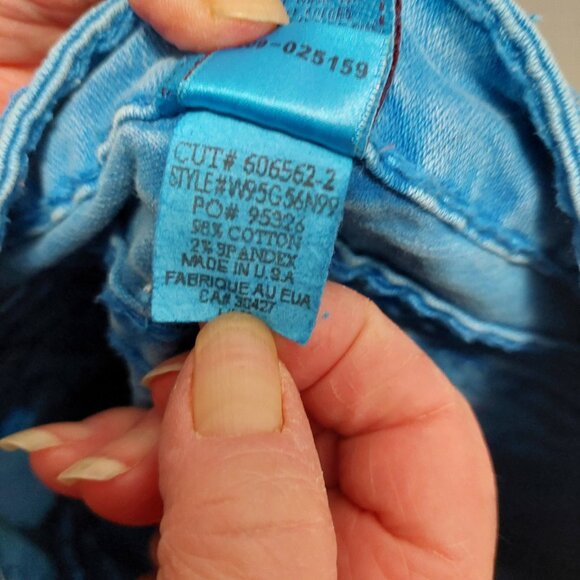 -025159
CUT# 606562-2
STYLE#W95G56N99
PO# 95326
98% COTTON
2% SPANDEX
MADE IN U.S.A
FABRIQUE AU EUA
CA# 30427